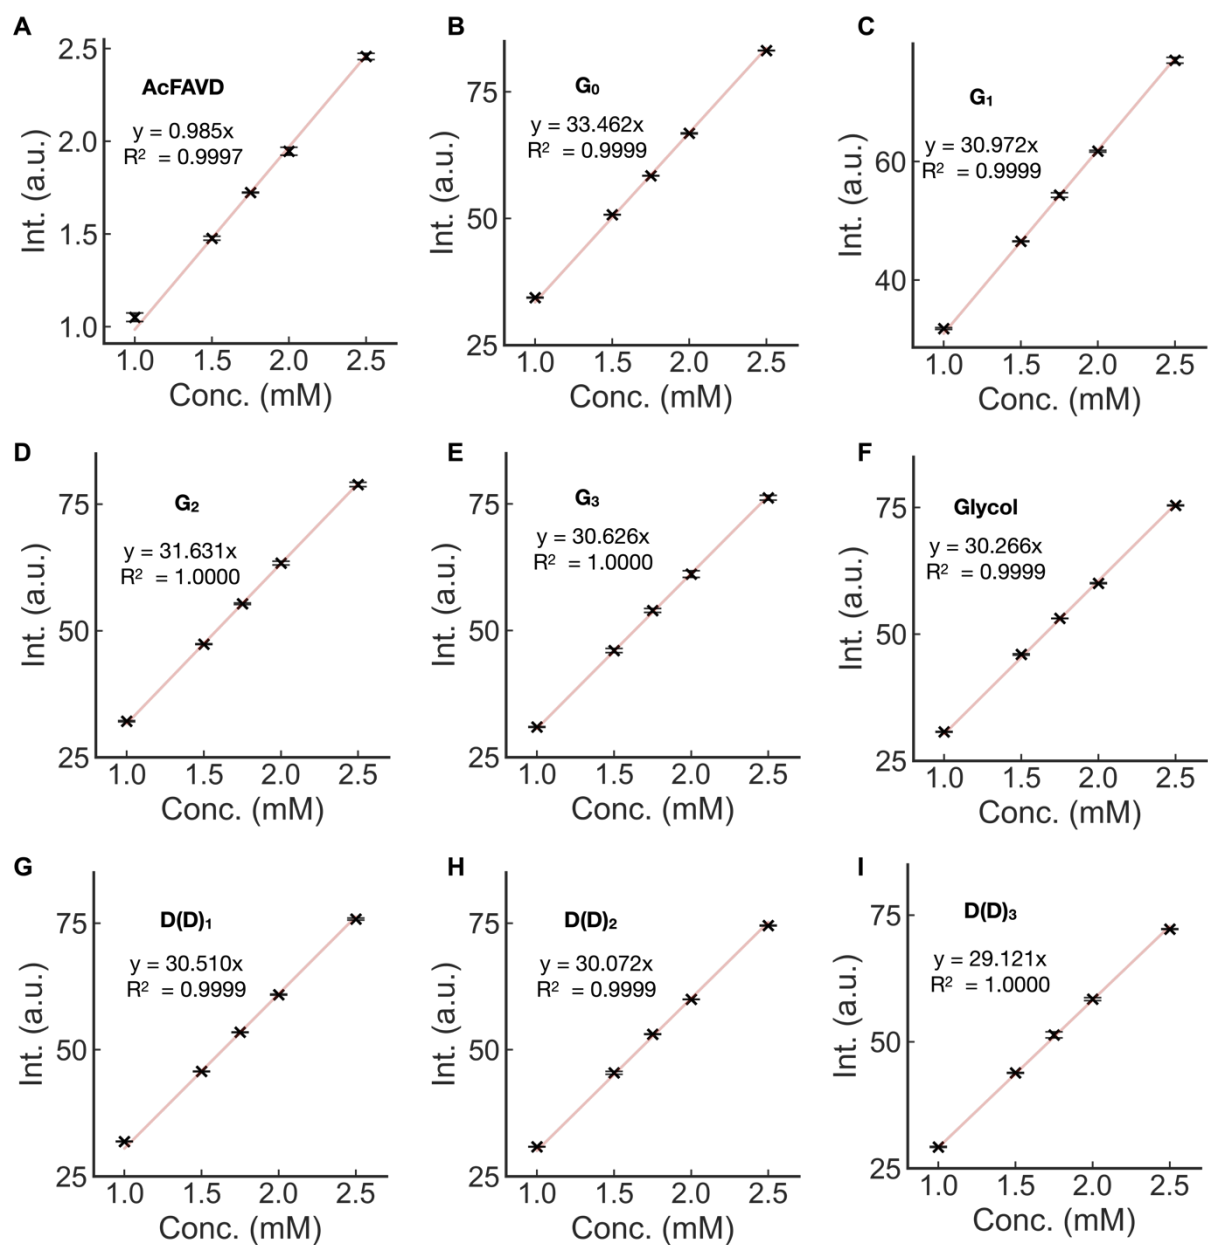 A
AcFAVD
y = 0.985x
R² = 0.9997
2.5
2.0
1.5
1.0
Int. (a.u.)
1.0 1.5 2.0 2.5
Conc. (mM)
B
G₀
y = 33.462x
R² = 0.9999
75
50
25
Int. (a.u.)
1.0 1.5 2.0 2.5
Conc. (mM)
C
G₁
y = 30.972x
R² = 0.9999
60
40
Int. (a.u.)
1.0 1.5 2.0 2.5
Conc. (mM)
D
G₂
y = 31.631x
R² = 1.0000
75
50
25
Int. (a.u.)
1.0 1.5 2.0 2.5
Conc. (mM)
E
G₃
y = 30.626x
R² = 1.0000
75
50
25
Int. (a.u.)
1.0 1.5 2.0 2.5
Conc. (mM)
F
Glycol
y = 30.266x
R² = 0.9999
75
50
25
Int. (a.u.)
1.0 1.5 2.0 2.5
Conc. (mM)
G
D(D)₁
y = 30.510x
R² = 0.9999
75
50
25
Int. (a.u.)
1.0 1.5 2.0 2.5
Conc. (mM)
H
D(D)₂
y = 30.072x
R² = 0.9999
75
50
25
Int. (a.u.)
1.0 1.5 2.0 2.5
Conc. (mM)
I
D(D)₃
y = 29.121x
R² = 1.0000
75
50
25
Int. (a.u.)
1.0 1.5 2.0 2.5
Conc. (mM)